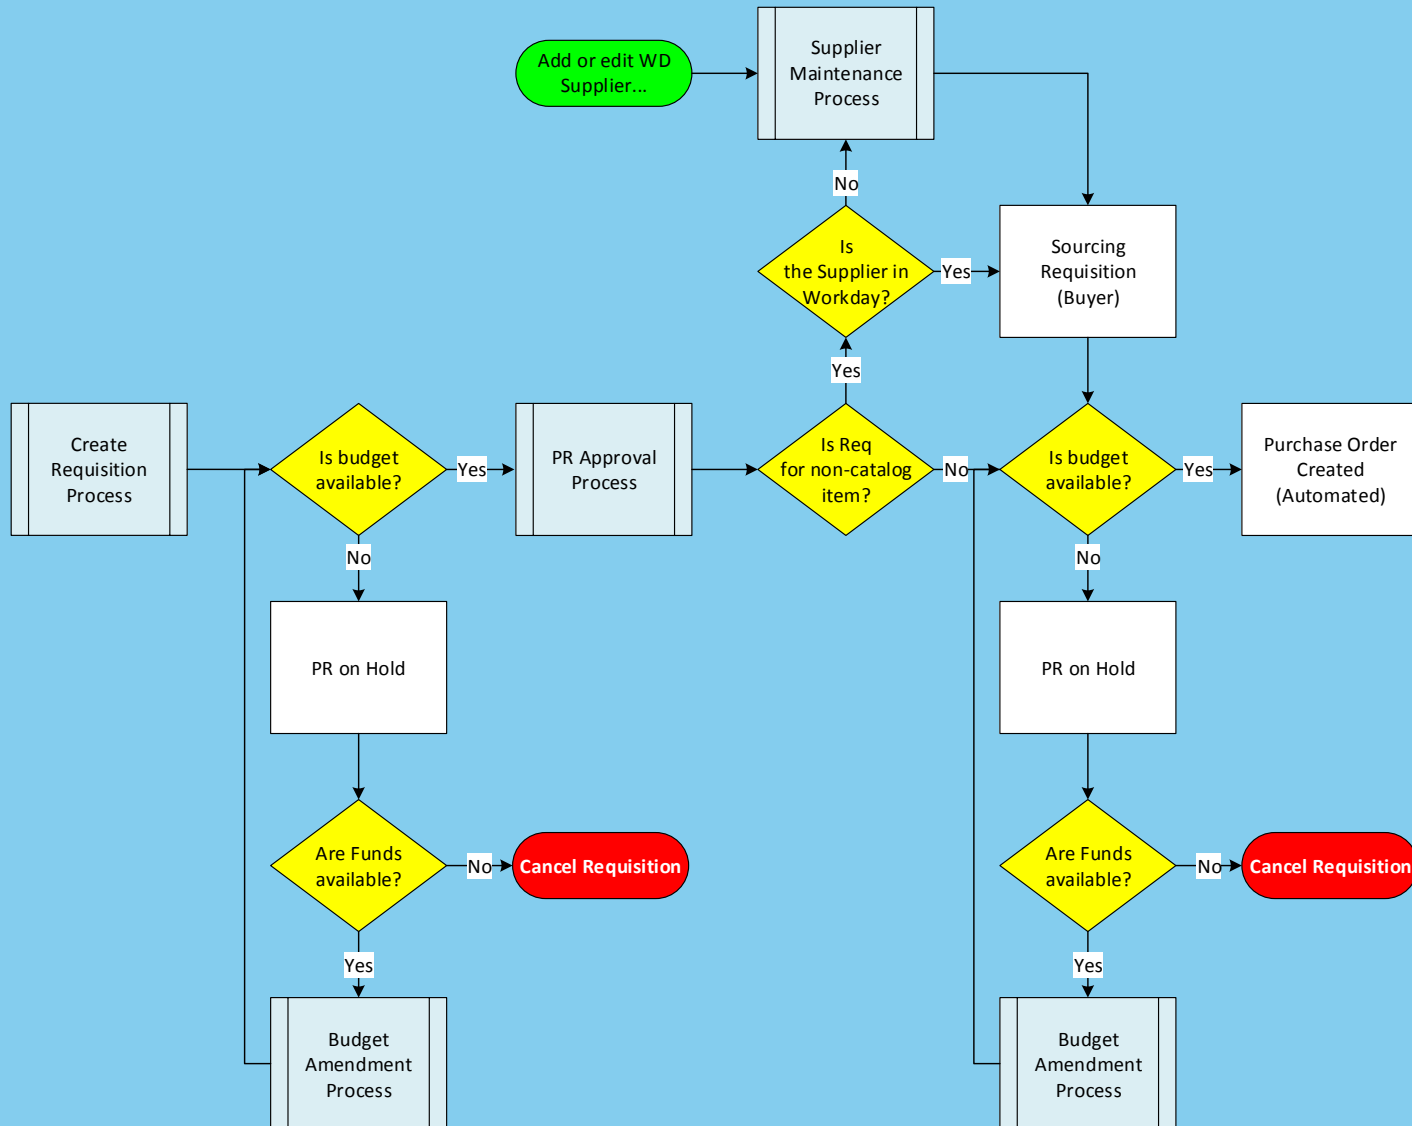 Add or edit WD
Supplier...
Supplier
Maintenance
Process
No
Is
the Supplier in
Workday?
Yes
Sourcing
Requisition
(Buyer)
Yes
Create
Requisition
Process
Is budget
available?
Yes
PR Approval
Process
Is Req
for non-catalog
item?
No
Is budget
available?
Yes
Purchase Order
Created
(Automated)
No
No
PR on Hold
PR on Hold
Are Funds
available?
No
Cancel Requisition
Are Funds
available?
No
Cancel Requisition
Yes
Yes
Budget
Amendment
Process
Budget
Amendment
Process